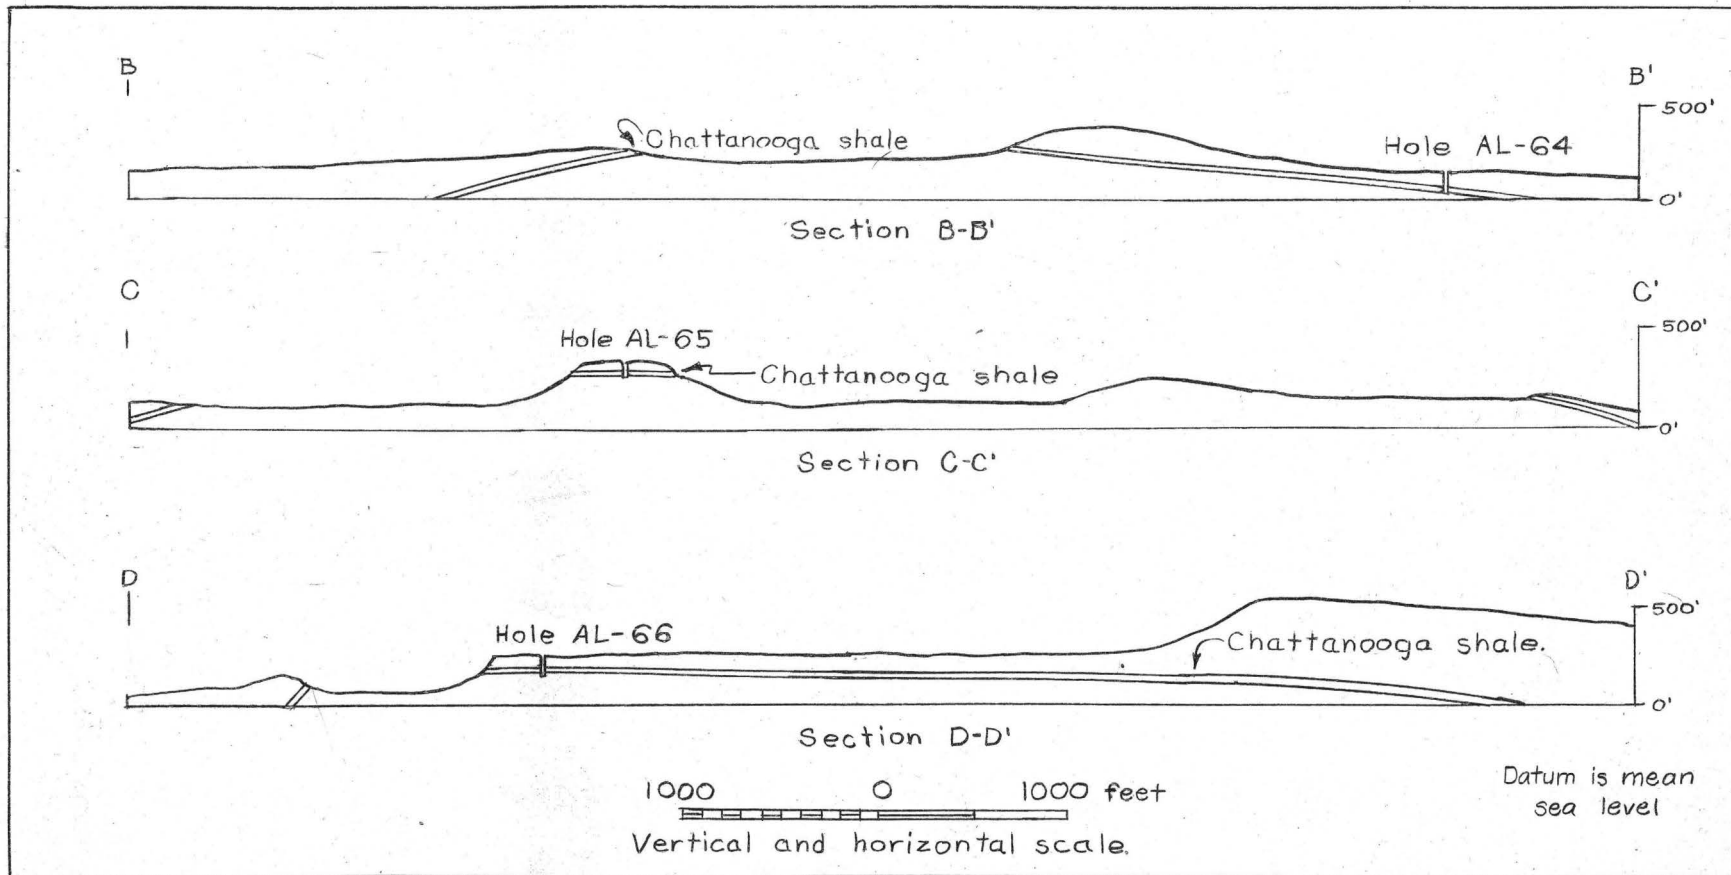 B
B'
500'
Chattanooga shale
Hole AL-64
0'
Section B-B'
C
C'
500'
Hole AL-65
Chattanooga shale
0'
Section C-C'
D
D'
500'
Hole AL-66
Chattanooga shale.
0'
Section D-D'
1000 0 1000 feet
Vertical and horizontal scale.
Datum is mean
sea level